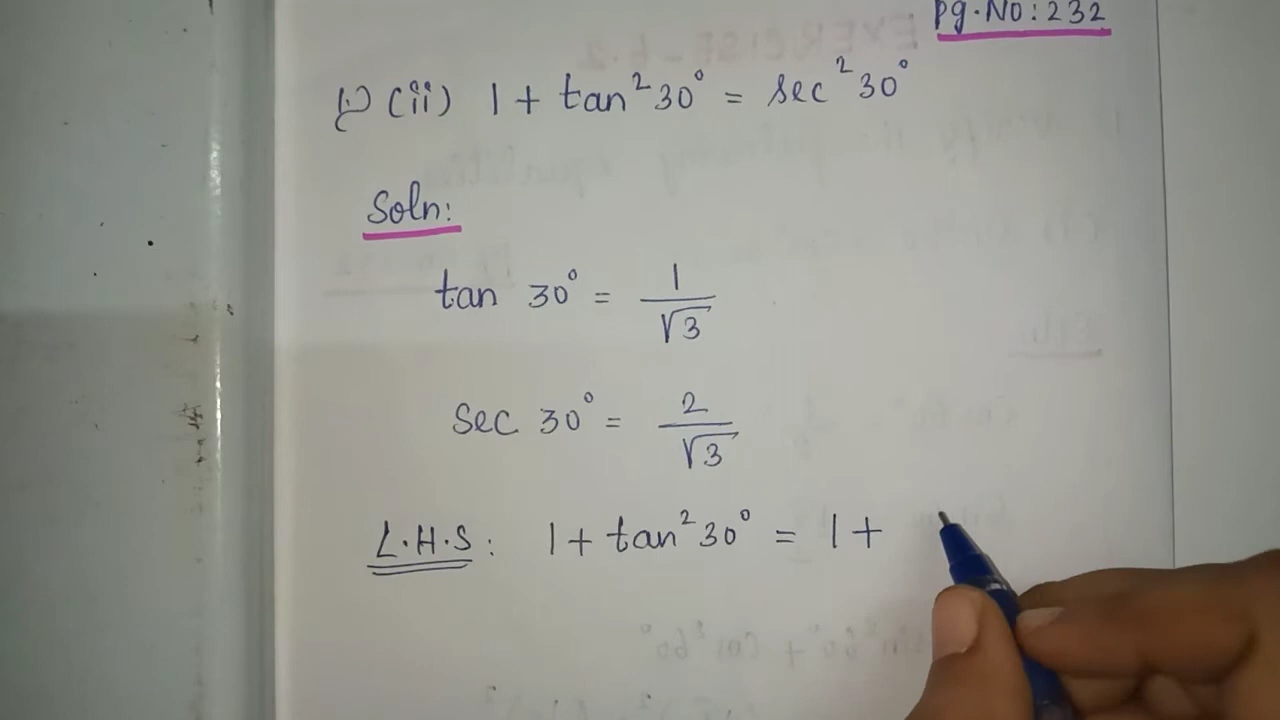 Pg.No:232
1) (ii) 1 + tan²30° = sec²30°
Soln:
tan 30° = 1/√3
sec 30° = 2/√3
L.H.S: 1 + tan²30° = 1 +